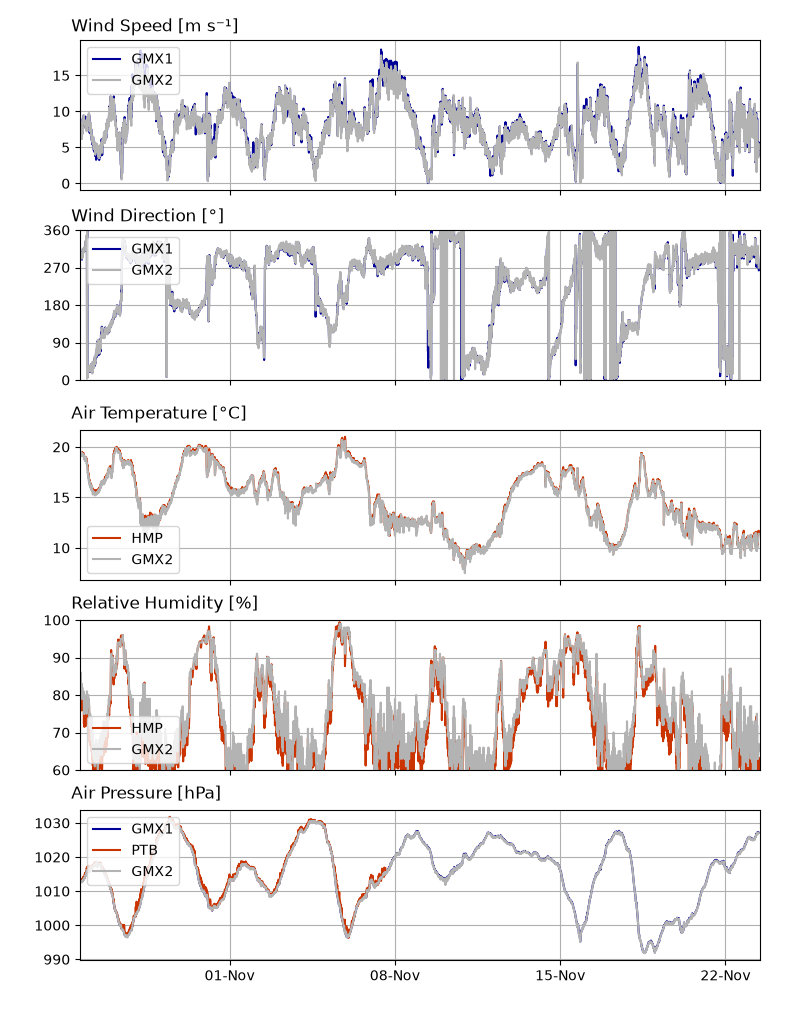 Wind Speed [m s⁻¹]
GMX1
GMX2
15
10
5
0
Wind Direction [°]
GMX1
GMX2
360
270
180
90
0
Air Temperature [°C]
HMP
GMX2
20
15
10
Relative Humidity [%]
HMP
GMX2
100
90
80
70
60
Air Pressure [hPa]
GMX1
PTB
GMX2
1030
1020
1010
1000
990
01-Nov 08-Nov 15-Nov 22-Nov